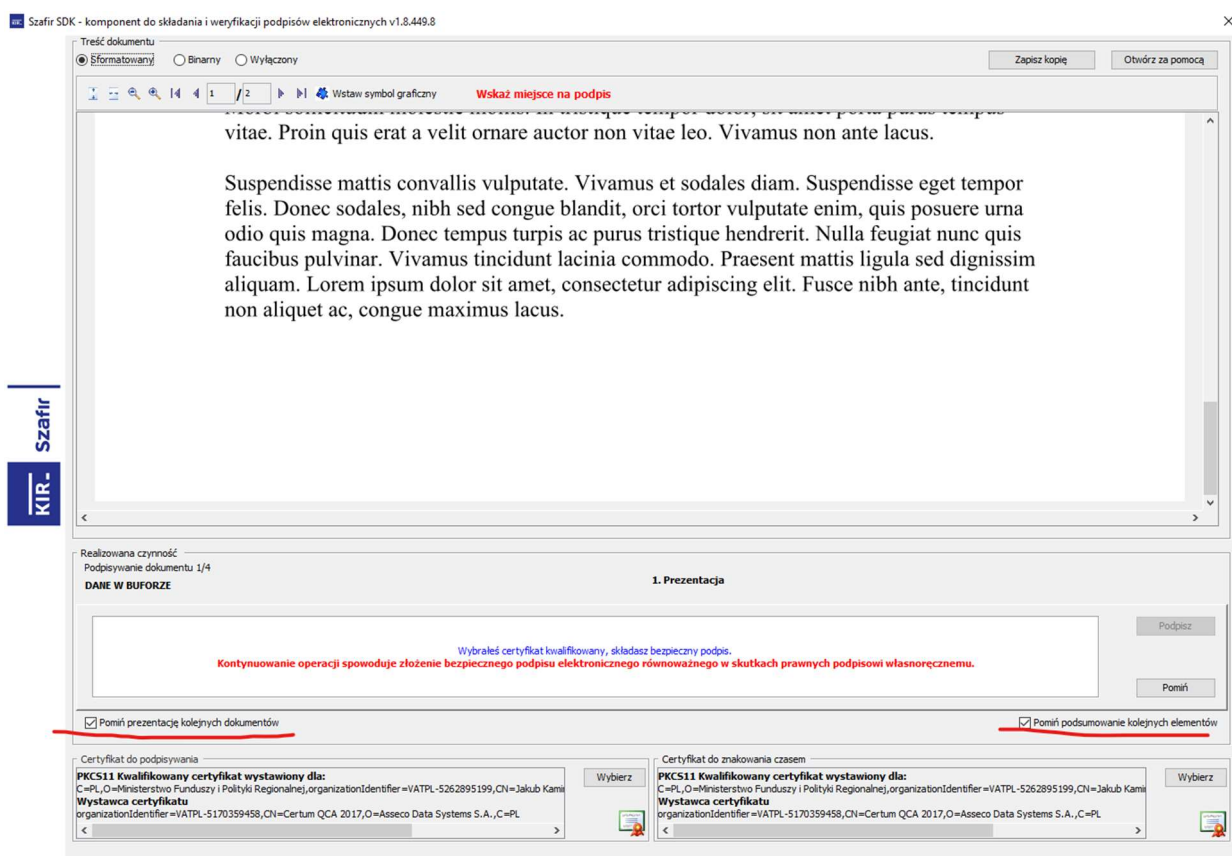 Szafir SDK - komponent do składania i weryfikacji podpisów elektronicznych v1.8.449.8
Treść dokumentu
Sformatowany Binarny Wyłączony Zapisz kopię Otwórz za pomocą
1 / 2 Wstaw symbol graficzny Wskaż miejsce na podpis
vitae. Proin quis erat a velit ornare auctor non vitae leo. Vivamus non ante lacus.
Suspendisse mattis convallis vulputate. Vivamus et sodales diam. Suspendisse eget tempor
felis. Donec sodales, nibh sed congue blandit, orci tortor vulputate enim, quis posuere urna
odio quis magna. Donec tempus turpis ac purus tristique hendrerit. Nulla feugiat nunc quis
faucibus pulvinar. Vivamus tincidunt lacinia commodo. Praesent mattis ligula sed dignissim
aliquam. Lorem ipsum dolor sit amet, consectetur adipiscing elit. Fusce nibh ante, tincidunt
non aliquet ac, congue maximus lacus.
KIR. Szafir
Realizowana czynność
Podpisywanie dokumentu 1/4
DANE W BUFORZE
1. Prezentacja
Podpisz
Wybrałeś certyfikat kwalifikowany, składasz bezpieczny podpis.
Kontynuowanie operacji spowoduje złożenie bezpiecznego podpisu elektronicznego równoważnego w skutkach prawnych podpisowi własnoręcznemu.
Pomiń
Pomiń prezentację kolejnych dokumentów
Pomiń podsumowanie kolejnych elementów
Certyfikat do podpisywania
PKCS11 Kwalifikowany certyfikat wystawiony dla:
C=PL,O=Ministerstwo Funduszy i Polityki Regionalnej,organizationIdentifier=VATPL-5262895199,CN=Jakub Kami
Wystawca certyfikatu
organizationIdentifier=VATPL-5170359458,CN=Certum QCA 2017,O=Asseco Data Systems S.A.,C=PL
Wybierz
Certyfikat do znakowania czasem
PKCS11 Kwalifikowany certyfikat wystawiony dla:
C=PL,O=Ministerstwo Funduszy i Polityki Regionalnej,organizationIdentifier=VATPL-5262895199,CN=Jakub Kami
Wystawca certyfikatu
organizationIdentifier=VATPL-5170359458,CN=Certum QCA 2017,O=Asseco Data Systems S.A.,C=PL
Wybierz